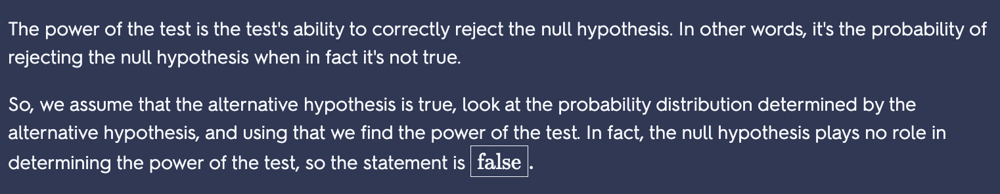 The power of the test is the test's ability to correctly reject the null hypothesis. In other words, it's the probability of
rejecting the null hypothesis when in fact it's not true.
So, we assume that the alternative hypothesis is true, look at the probability distribution determined by the
alternative hypothesis, and using that we find the power of the test. In fact, the null hypothesis plays no role in
determining the power of the test, so the statement is false.